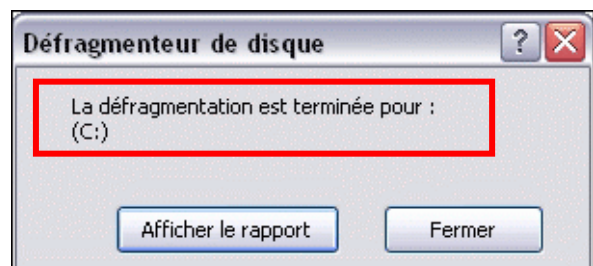 Défragmenteur de disque
La défragmentation est terminée pour :
(C:)
Afficher le rapport Fermer